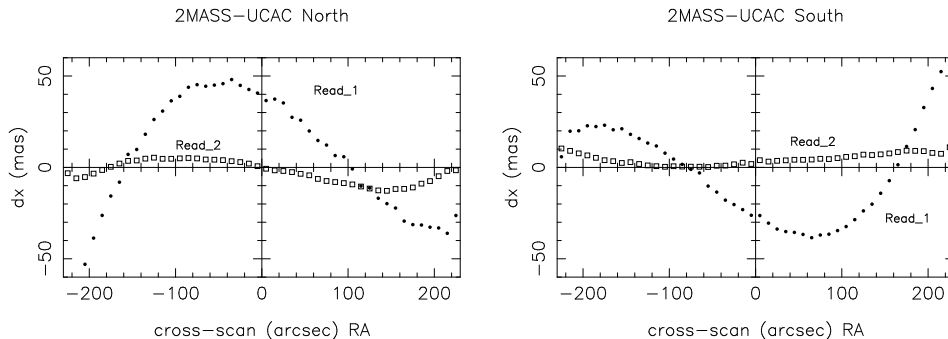 2MASS-UCAC North
2MASS-UCAC South
dx (mas)
50
0
-50
Read_1
Read_2
-200 -100 0 100 200
cross-scan (arcsec) RA
dx (mas)
50
0
-50
Read_2
Read_1
-200 -100 0 100 200
cross-scan (arcsec) RA